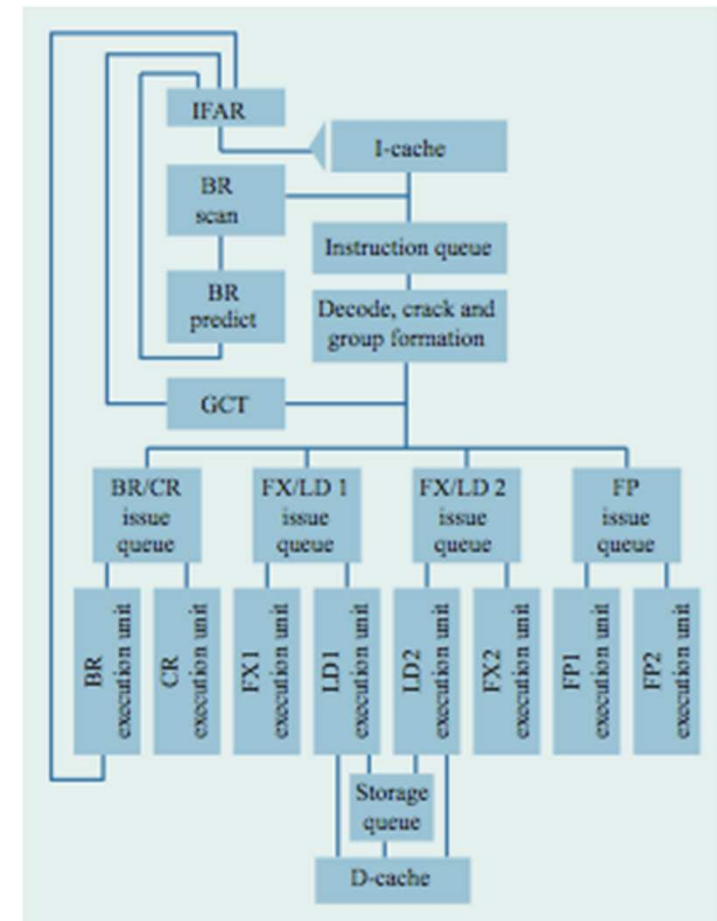 IFAR
I-cache
BR
scan
Instruction queue
BR
predict
Decode, crack and
group formation
GCT
BR/CR
issue
queue
FX/LD 1
issue
queue
FX/LD 2
issue
queue
FP
issue
queue
BR
execution unit
CR
execution unit
FX1
execution unit
LD1
execution unit
LD2
execution unit
FX2
execution unit
FP1
execution unit
FP2
execution unit
Storage
queue
D-cache